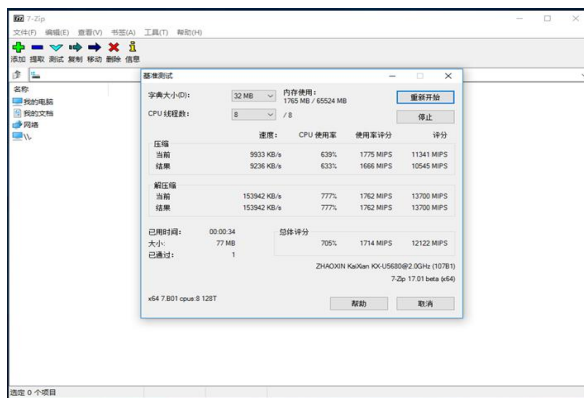 7-Zip
文件(F) 编辑(E) 查看(V) 书签(A) 工具(T) 帮助(H)
添加 提取 测试 复制 移动 删除 信息
名称
我的电脑
我的文档
网络
\\.
基准测试
字典大小(D): 32 MB 内存使用: 1765 MB / 65524 MB 重新开始
CPU 线程数: 8 / 8 停止
速度: CPU 使用率 使用率评分 评分
压缩
当前 9933 KB/s 639% 1775 MIPS 11341 MIPS
结果 9236 KB/s 633% 1666 MIPS 10545 MIPS
解压缩
当前 153942 KB/s 777% 1762 MIPS 13700 MIPS
结果 153942 KB/s 777% 1762 MIPS 13700 MIPS
已用时间: 00:00:34 总体评分
大小: 77 MB 705% 1714 MIPS 12122 MIPS
已通过: 1
ZHAOXIN KaiXian KX-U5680@2.0GHz (107B1)
7-Zip 17.01 beta (x64)
x64 7.B01 cpus:8 128T 帮助 取消
选定 0 个项目